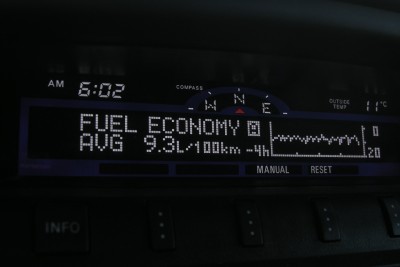 AM 6:02
COMPASS
W N E
OUTSIDE TEMP 11°C
FUEL ECONOMY A 0
AVG 9.3L/100km -4h 20
MANUAL RESET
INFO